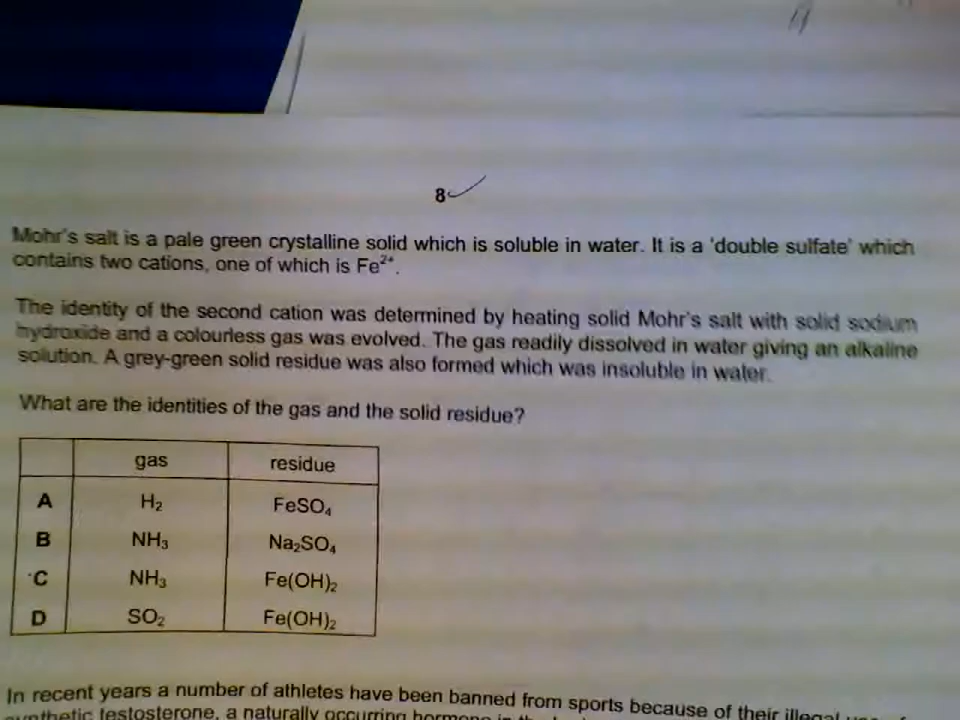 8
Mohr's salt is a pale green crystalline solid which is soluble in water. It is a 'double sulfate' which
contains two cations, one of which is Fe²⁺.
The identity of the second cation was determined by heating solid Mohr's salt with solid sodium
hydroxide and a colourless gas was evolved. The gas readily dissolved in water giving an alkaline
solution. A grey-green solid residue was also formed which was insoluble in water.
What are the identities of the gas and the solid residue?
gas residue
A H₂ FeSO₄
B NH₃ Na₂SO₄
C NH₃ Fe(OH)₂
D SO₂ Fe(OH)₂
In recent years a number of athletes have been banned from sports because of their illegal
synthetic testosterone, a naturally occurring hormone